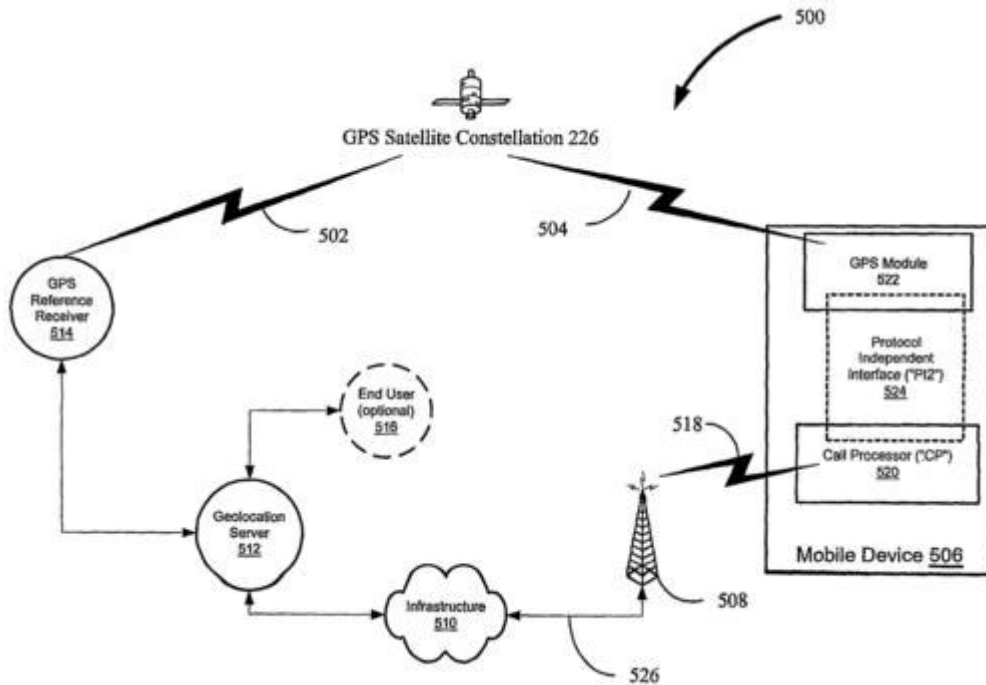 500
GPS Satellite Constellation 226
502
504
GPS
Reference
Receiver
514
GPS Module
522
Protocol
Independent
Interface ("PI2")
524
End User
(optional)
516
518
Call Processor ("CP")
520
Geolocation
Server
512
Mobile Device 506
508
Infrastructure
510
526